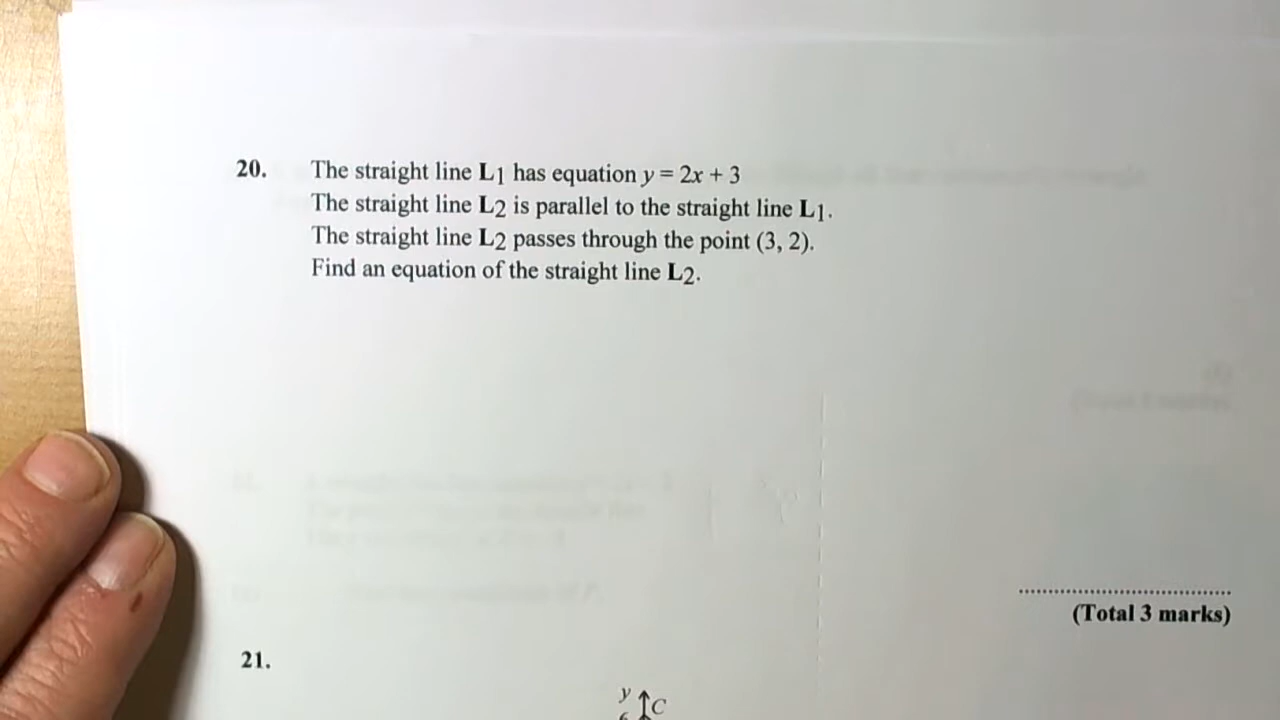 20. The straight line L1 has equation y = 2x + 3
The straight line L2 is parallel to the straight line L1.
The straight line L2 passes through the point (3, 2).
Find an equation of the straight line L2.
..........................................
(Total 3 marks)
21.
y C
6